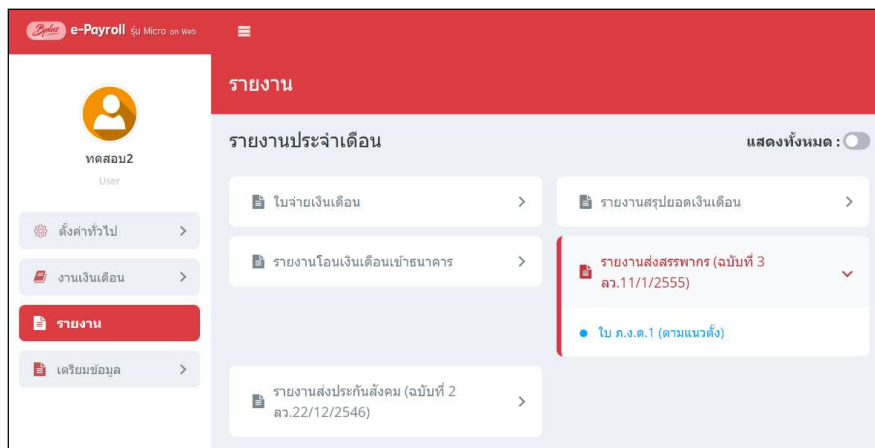 Bplus e-Payroll รุ่น Micro on Web
รายงาน
ทดสอบ2
User
ตั้งค่าทั่วไป
งานเงินเดือน
รายงาน
เตรียมข้อมูล
รายงานประจำเดือน
แสดงทั้งหมด :
ใบจ่ายเงินเดือน
รายงานสรุปยอดเงินเดือน
รายงานโอนเงินเดือนเข้าธนาคาร
รายงานส่งสรรพากร (ฉบับที่ 3
ลว.11/1/2555)
ใบ ภ.ง.ด.1 (ตามแนวตั้ง)
รายงานส่งประกันสังคม (ฉบับที่ 2
ลว.22/12/2546)